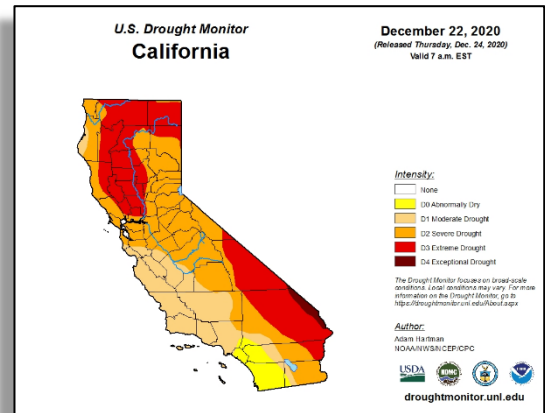 U.S. Drought Monitor
California
December 22, 2020
(Released Thursday, Dec. 24, 2020)
Valid 7 a.m. EST
Intensity:
None
D0 Abnormally Dry
D1 Moderate Drought
D2 Severe Drought
D3 Extreme Drought
D4 Exceptional Drought
The Drought Monitor focuses on broad-scale
conditions. Local conditions may vary. For more
information on the Drought Monitor, go to
https://droughtmonitor.unl.edu/About.aspx
Author:
Adam Hartman
NOAA/NWS/NCEP/CPC
USDA
NDMC
droughtmonitor.unl.edu